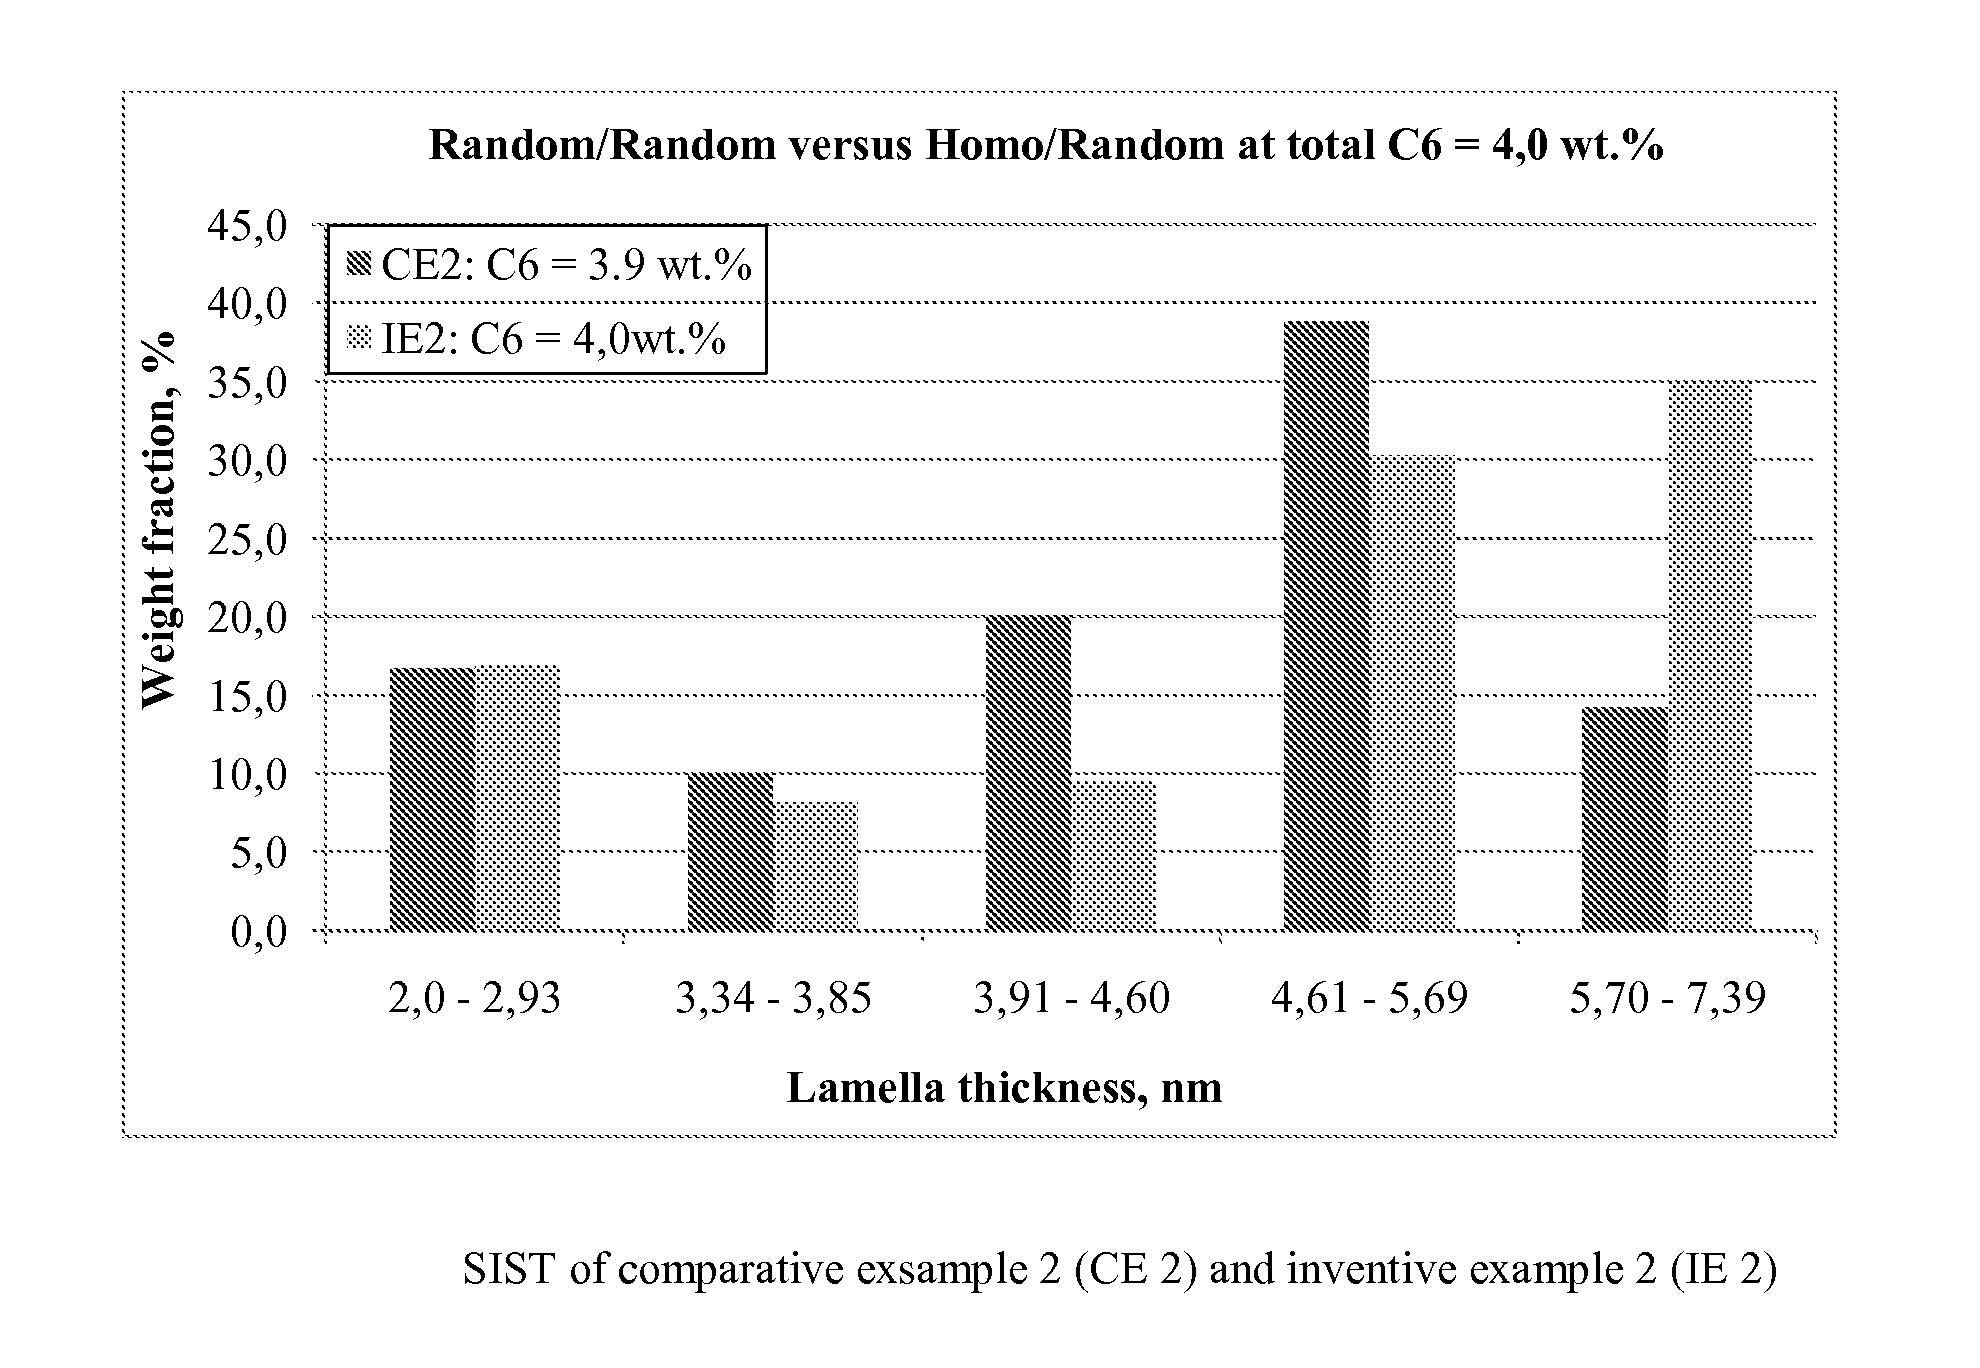 Random/Random versus Homo/Random at total C6 = 4,0 wt.%
Weight fraction, %
45,0
40,0
35,0
30,0
25,0
20,0
15,0
10,0
5,0
0,0
CE2: C6 = 3.9 wt.%
IE2: C6 = 4,0wt.%
2,0 - 2,93 3,34 - 3,85 3,91 - 4,60 4,61 - 5,69 5,70 - 7,39
Lamella thickness, nm
SIST of comparative exsample 2 (CE 2) and inventive example 2 (IE 2)